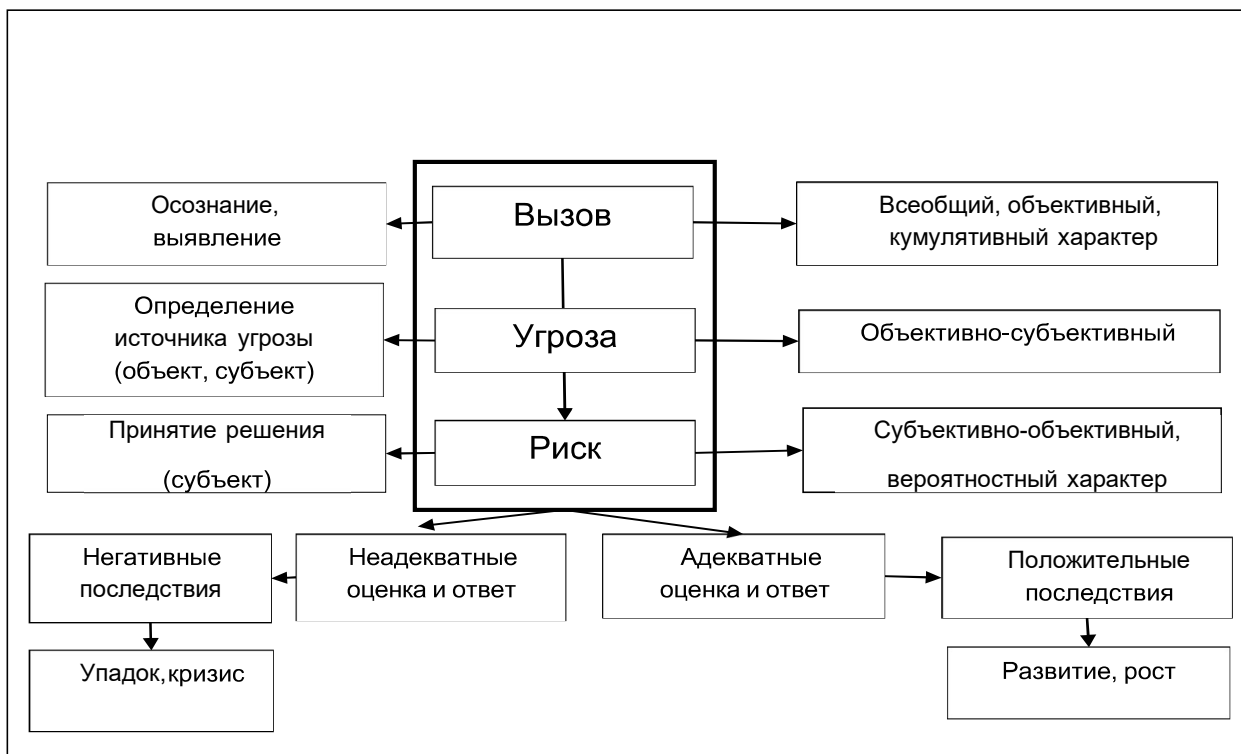 Осознание,
выявление
Вызов
Всеобщий, объективный,
кумулятивный характер
Определение
источника угрозы
(объект, субъект)
Угроза
Объективно-субъективный
Принятие решения
(субъект)
Риск
Субъективно-объективный,
вероятностный характер
Негативные
последствия
Неадекватные
оценка и ответ
Адекватные
оценка и ответ
Положительные
последствия
Упадок, кризис
Развитие, рост